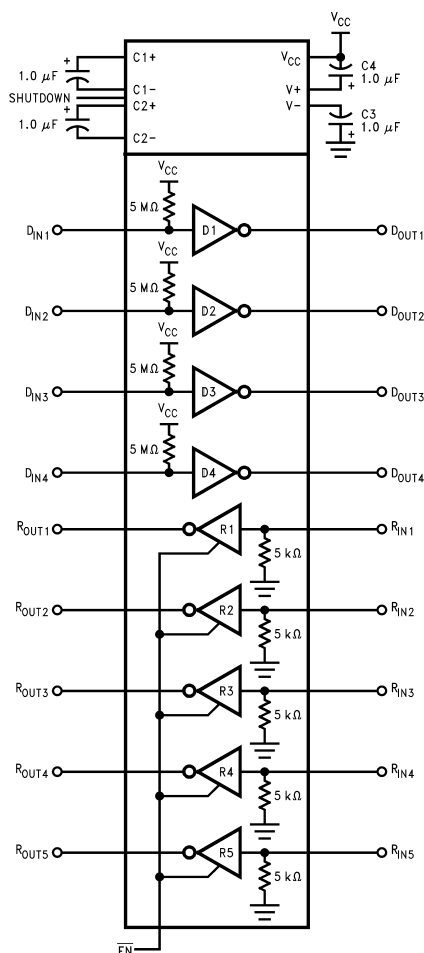 V_CC
C1+
V_CC
C4
1.0 μF
1.0 μF
C1-
V+
SHUTDOWN
C2+
V-
C3
1.0 μF
1.0 μF
C2-
V_CC
5 MΩ
D_IN1
D1
D_OUT1
V_CC
5 MΩ
D_IN2
D2
D_OUT2
V_CC
5 MΩ
D_IN3
D3
D_OUT3
V_CC
5 MΩ
D_IN4
D4
D_OUT4
R_OUT1
R1
R_IN1
5 kΩ
R_OUT2
R2
R_IN2
5 kΩ
R_OUT3
R3
R_IN3
5 kΩ
R_OUT4
R4
R_IN4
5 kΩ
R_OUT5
R5
R_IN5
5 kΩ
EN